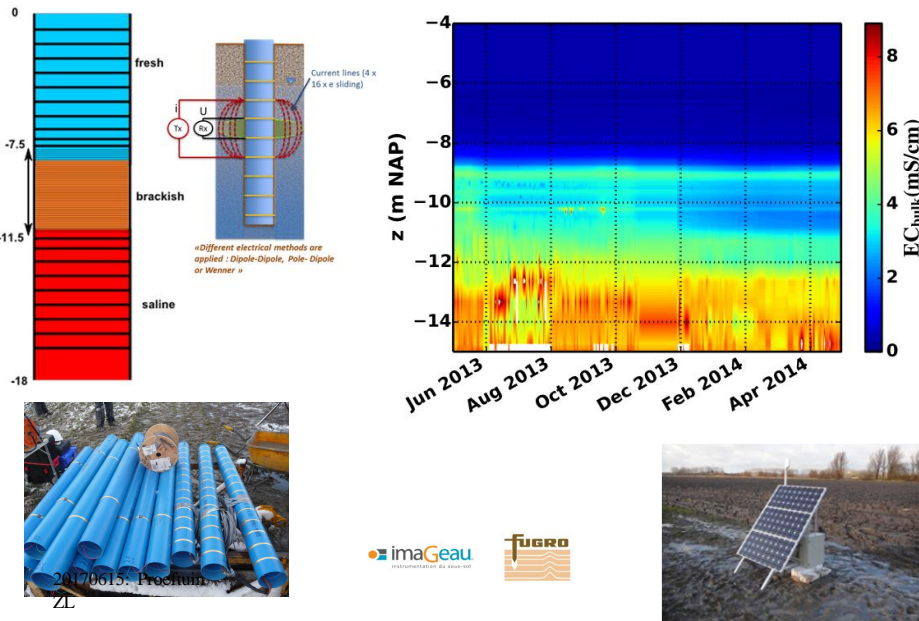 0
fresh
-7.5
brackish
-11.5
saline
-18
Current lines (4 x
16 x e sliding)
i
U
Tx
Rx
«Different electrical methods are
applied : Dipole-Dipole, Pole- Dipole
or Wenner »
z (m NAP)
−4
−6
−8
−10
−12
−14
Jun 2013
Aug 2013
Oct 2013
Dec 2013
Feb 2014
Apr 2014
8
6
4
2
0
ECbulk(mS/cm)
20170615: Proeftuin
ZL
imaGeau
instrumentation du sous-sol
fugro